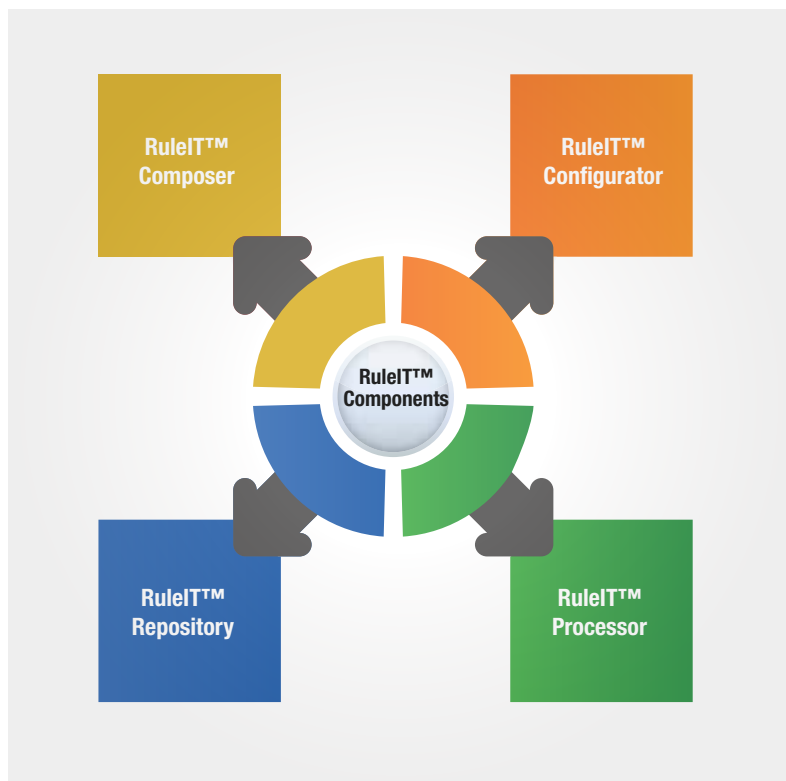 RuleIT™
Composer
RuleIT™
Configurator
RuleIT™
Components
RuleIT™
Repository
RuleIT™
Processor